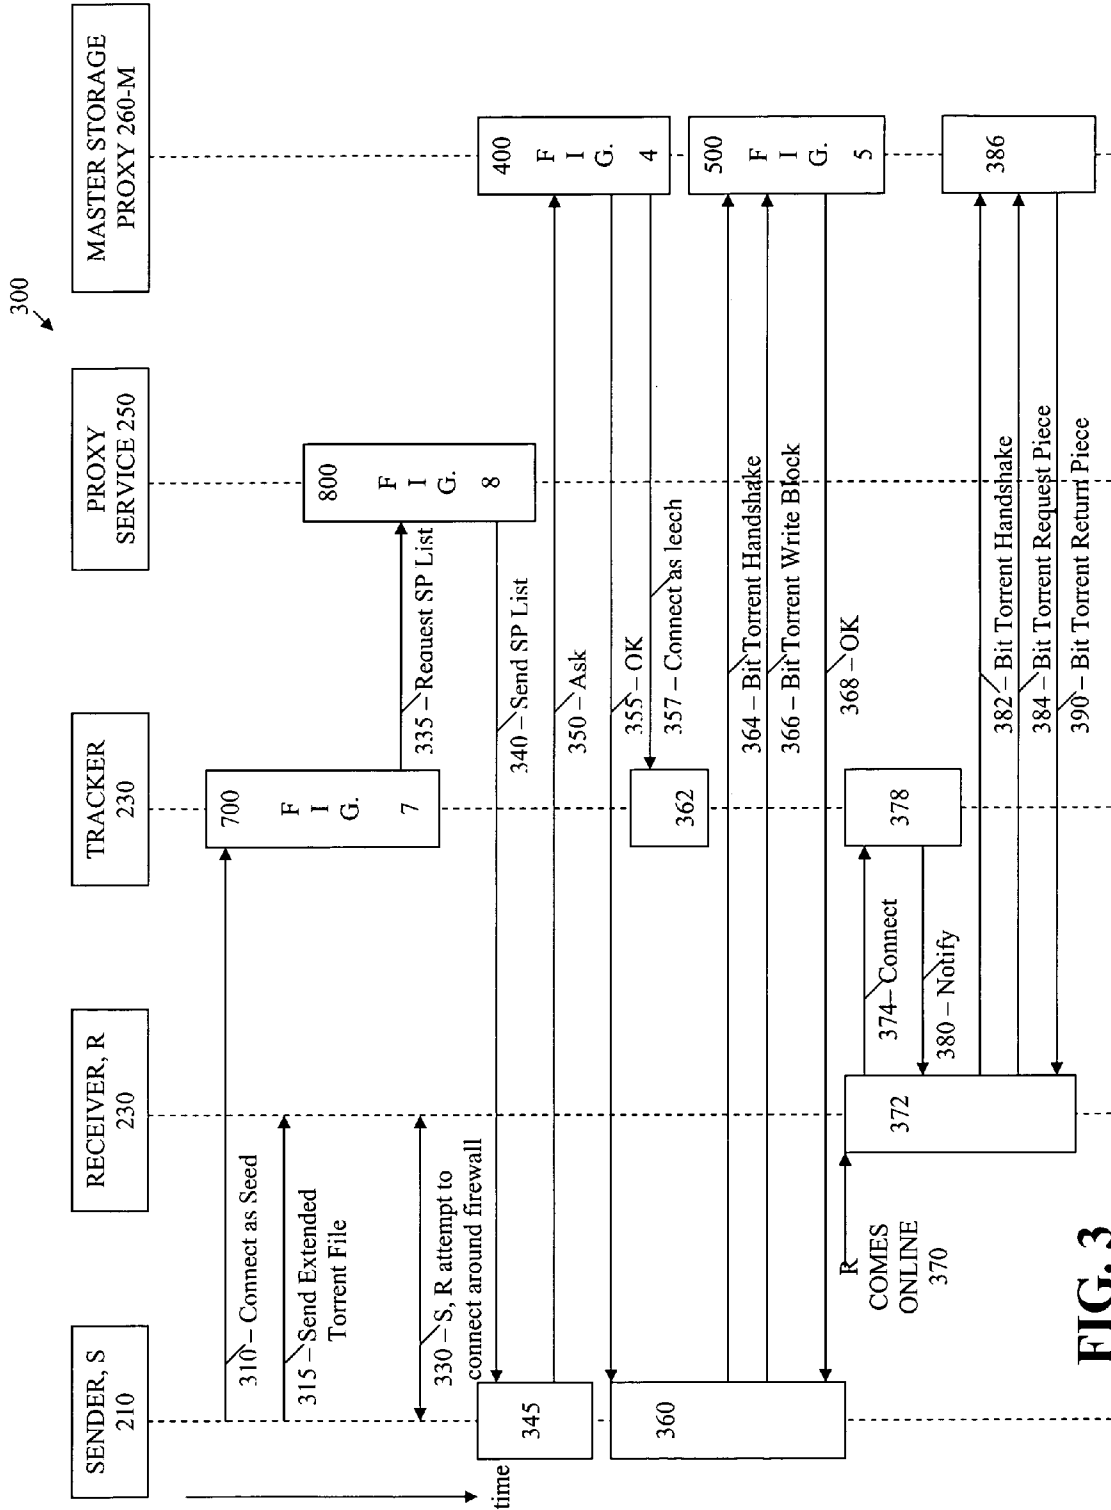 300
SENDER, S
210
RECEIVER, R
230
TRACKER
230
PROXY
SERVICE 250
MASTER STORAGE
PROXY 260-M
time
310 – Connect as Seed
700
F
I
G.
7
315 – Send Extended
Torrent File
330 – S, R attempt to
connect around firewall
335 – Request SP List
800
F
I
G.
8
340 – Send SP List
345
350 – Ask
400
F
I
G.
4
355 – OK
357 – Connect as leech
360
362
364 – Bit Torrent Handshake
366 – Bit Torrent Write Block
500
F
I
G.
5
368 – OK
R
COMES
ONLINE
370
372
374 – Connect
378
380 – Notify
382 – Bit Torrent Handshake
384 – Bit Torrent Request Piece
386
390 – Bit Torrent Return Piece
FIG. 3